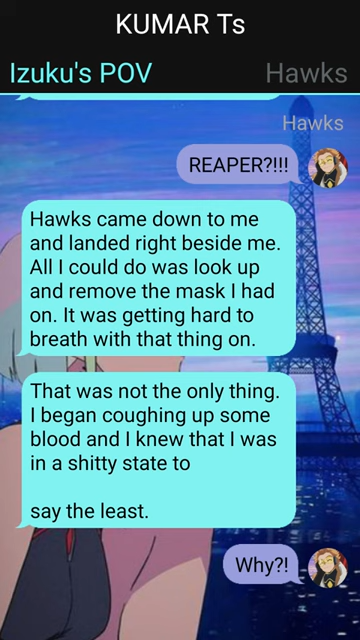 KUMAR Ts
Izuku's POV
Hawks
Hawks
REAPER?!!!
Hawks came down to me
and landed right beside me.
All I could do was look up
and remove the mask I had
on. It was getting hard to
breath with that thing on.
That was not the only thing.
I began coughing up some
blood and I knew that I was
in a shitty state to
say the least.
Why?!